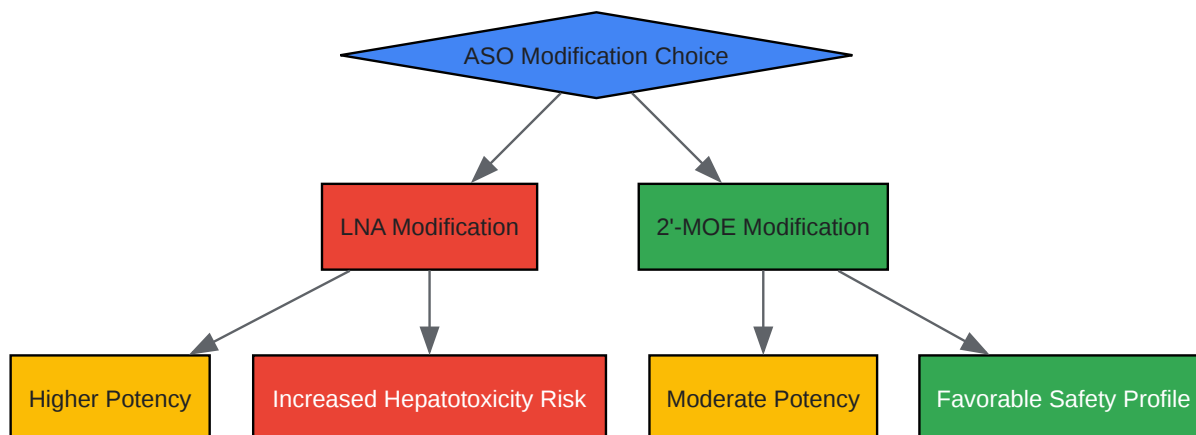 ASO Modification Choice
LNA Modification
2'-MOE Modification
Higher Potency
Increased Hepatotoxicity Risk
Moderate Potency
Favorable Safety Profile